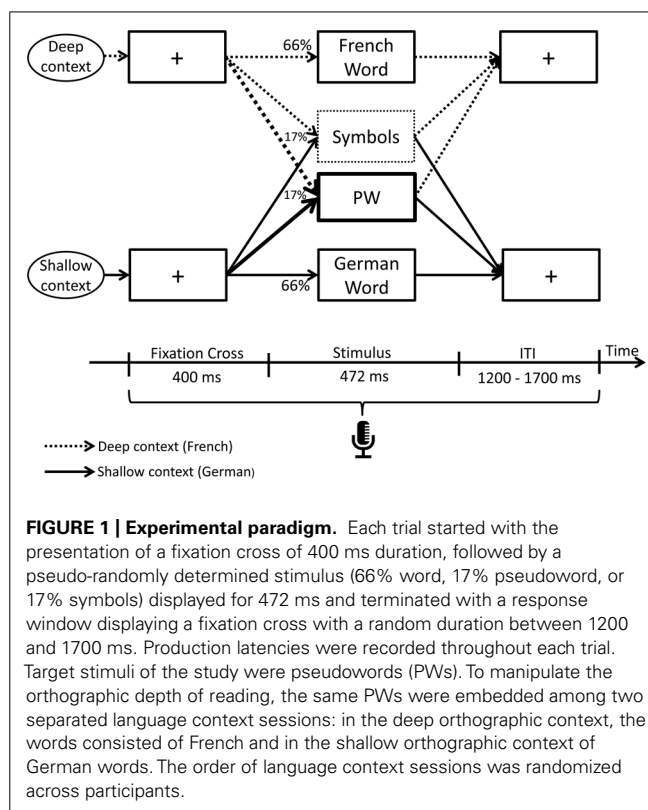 Deep
context
+
66%
French
Word
+
17%
Symbols
17%
PW
Shallow
context
+
66%
German
Word
+
Fixation Cross
Stimulus
ITI
Time
400 ms
472 ms
1200 - 1700 ms
Deep context (French)
Shallow context (German)
FIGURE 1 | Experimental paradigm. Each trial started with the
presentation of a fixation cross of 400 ms duration, followed by a
pseudo-randomly determined stimulus (66% word, 17% pseudoword, or
17% symbols) displayed for 472 ms and terminated with a response
window displaying a fixation cross with a random duration between 1200
and 1700 ms. Production latencies were recorded throughout each trial.
Target stimuli of the study were pseudowords (PWs). To manipulate the
orthographic depth of reading, the same PWs were embedded among two
separated language context sessions: in the deep orthographic context, the
words consisted of French and in the shallow orthographic context of
German words. The order of language context sessions was randomized
across participants.